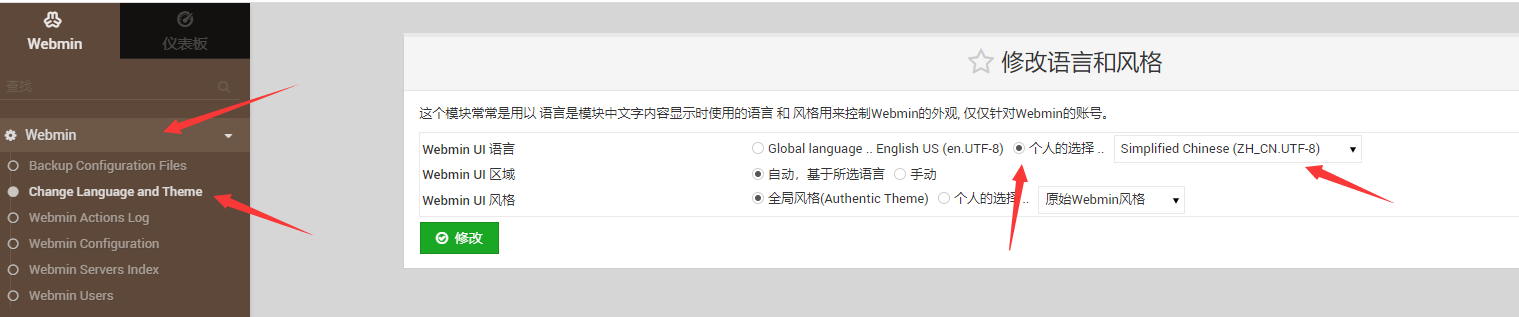 Webmin
仪表板
查找
Webmin
Backup Configuration Files
Change Language and Theme
Webmin Actions Log
Webmin Configuration
Webmin Servers Index
Webmin Users
修改语言和风格
这个模块常常是用以 语言是模块中文字内容显示时使用的语言 和 风格用来控制Webmin的外观, 仅仅针对Webmin的账号。
Webmin UI 语言 Global language .. English US (en.UTF-8) 个人的选择 .. Simplified Chinese (ZH_CN.UTF-8)
Webmin UI 区域 自动，基于所选语言 手动
Webmin UI 风格 全局风格(Authentic Theme) 个人的选择 .. 原始Webmin风格
修改